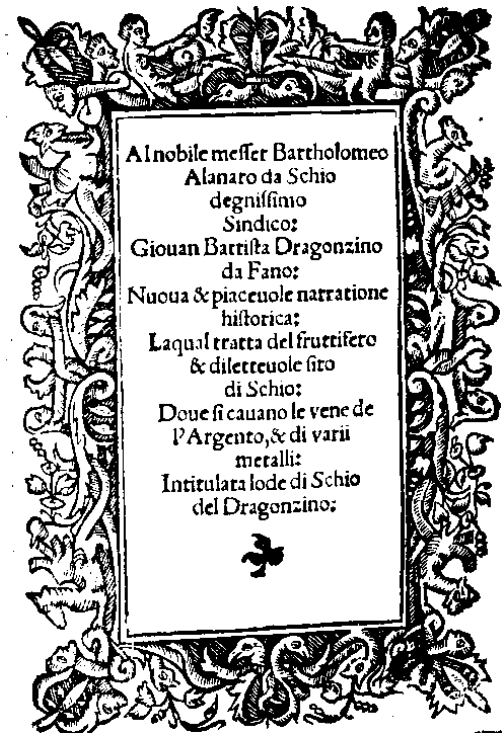 Al nobile messer Bartholomeo
Alanaro da Schio
degnissimo
Sindico:
Giouan Battista Dragonzino
da Fano:
Nuoua & piaceuole narratione
historica:
Laqual tratta del fruttifero
& diletteuole sito
di Schio:
Doue si cauano le vene de
l'Argento, & di varii
metalli:
Intitulata lode di Schio
del Dragonzino: